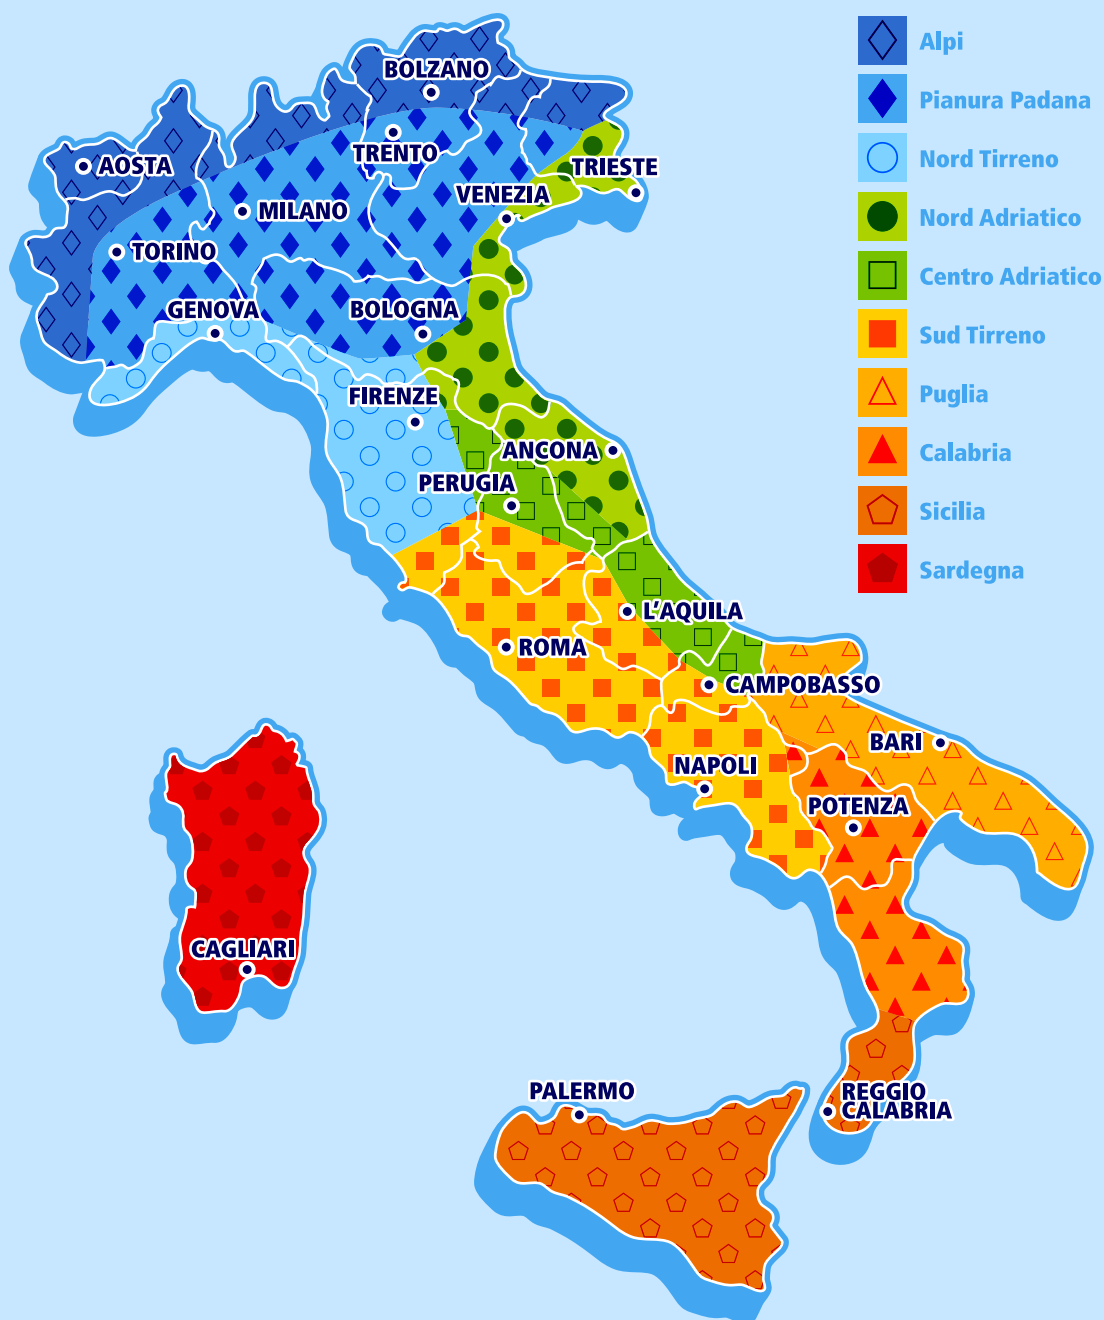 BOLZANO
TRENTO
AOSTA
TRIESTE
VENEZIA
MILANO
TORINO
GENOVA
BOLOGNA
FIRENZE
ANCONA
PERUGIA
L'AQUILA
ROMA
CAMPOBASSO
BARI
NAPOLI
POTENZA
CAGLIARI
PALERMO
REGGIO
CALABRIA
Alpi
Pianura Padana
Nord Tirreno
Nord Adriatico
Centro Adriatico
Sud Tirreno
Puglia
Calabria
Sicilia
Sardegna